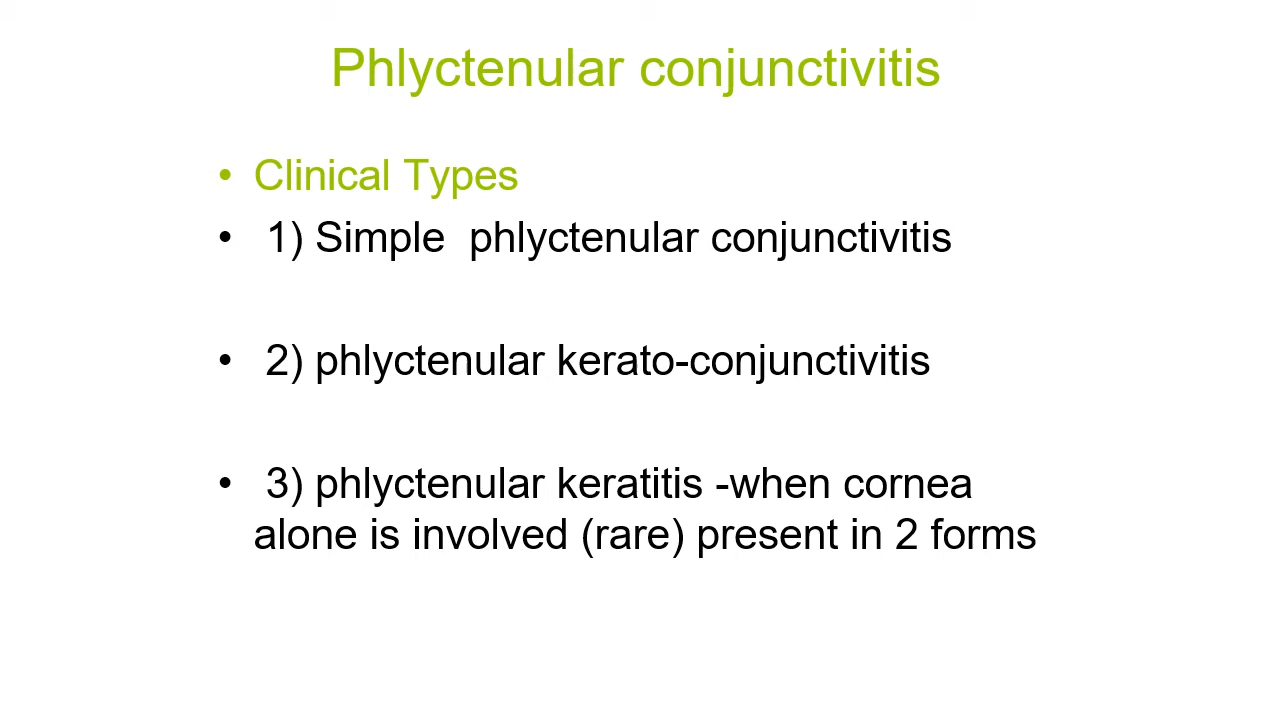 Phlyctenular conjunctivitis
• Clinical Types
• 1) Simple  phlyctenular conjunctivitis
• 2) phlyctenular kerato-conjunctivitis
• 3) phlyctenular keratitis -when cornea
alone is involved (rare) present in 2 forms